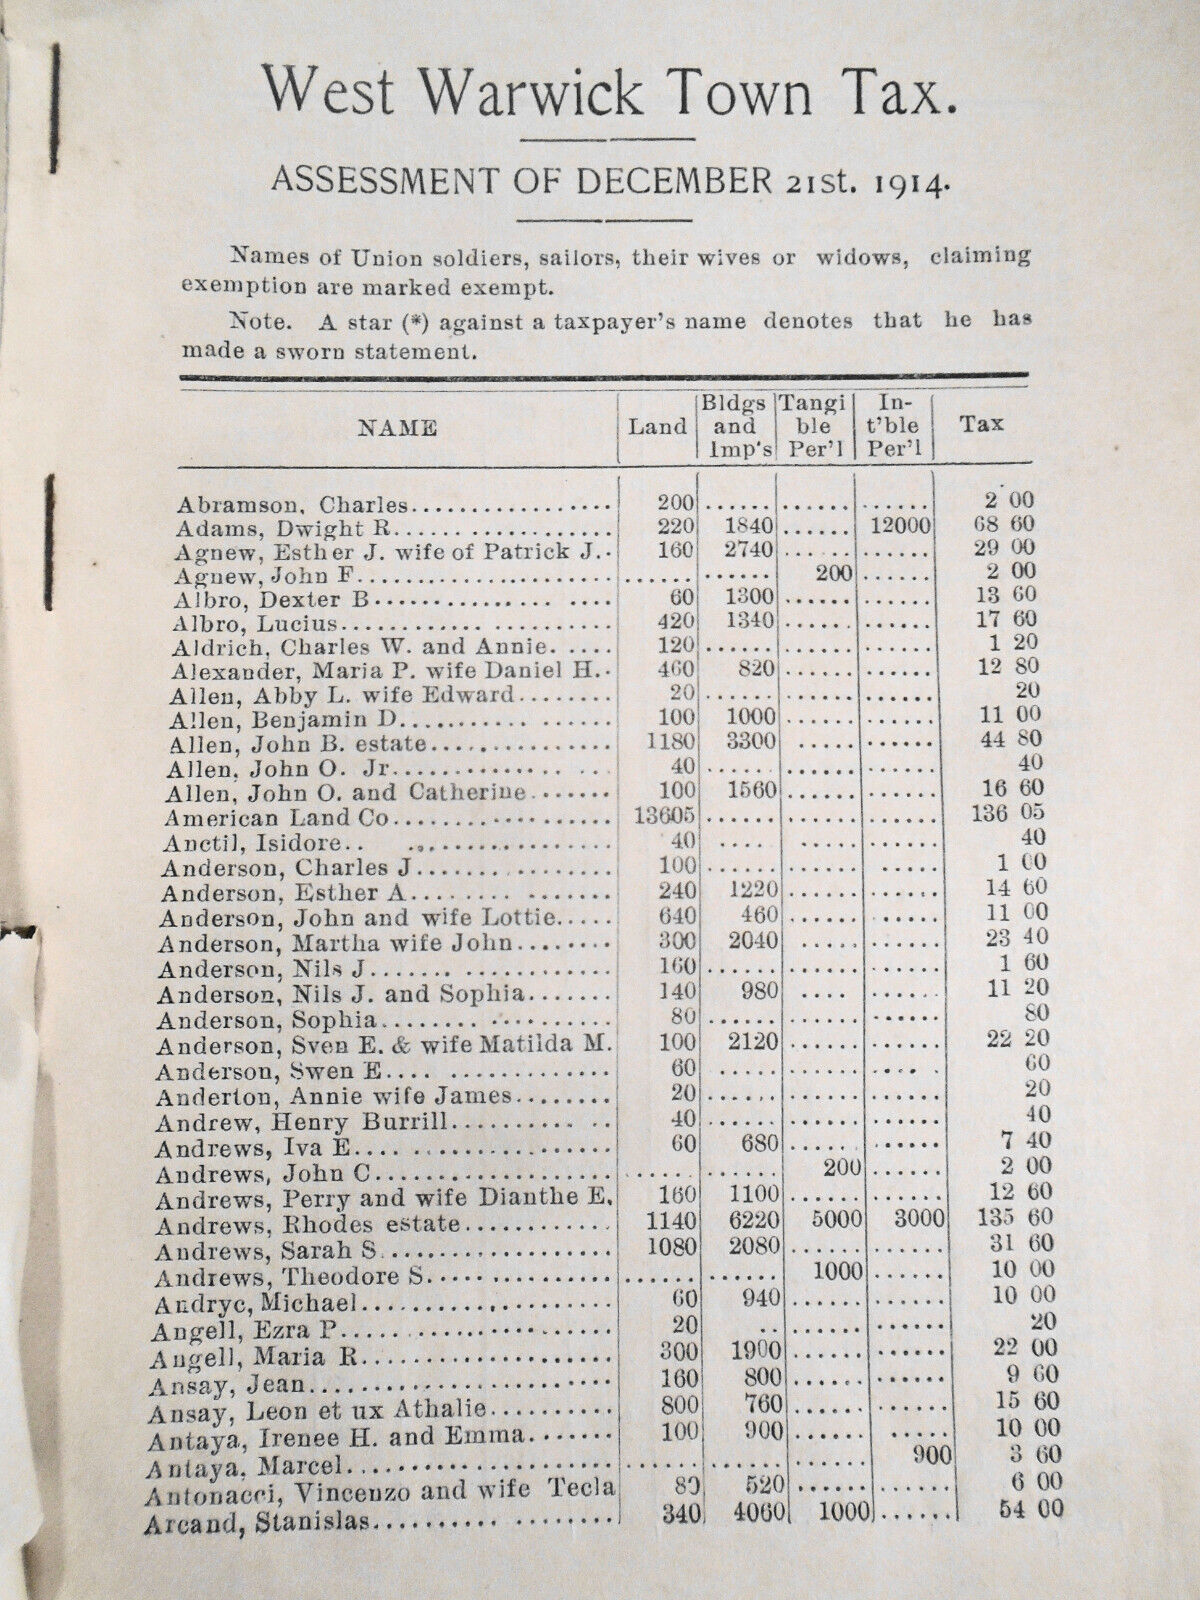 West Warwick Town Tax.
ASSESSMENT OF DECEMBER 21ST. 1914.
Names of Union soldiers, sailors, their wives or widows, claiming
exemption are marked exempt.
Note. A star (*) against a taxpayer's name denotes that he has
made a sworn statement.
NAME Land Bldgs and Imp's Tangi ble Per'l In- t'ble Per'l Tax
Abramson, Charles 200 2 00
Adams, Dwight R. 220 1840 12000 68 60
Agnew, Esther J. wife of Patrick J. 160 2740 29 00
Agnew, John F. 200 2 00
Albro, Dexter B 60 1300 13 60
Albro, Lucius 420 1340 17 60
Aldrich, Charles W. and Annie. 120 1 20
Alexander, Maria P. wife Daniel H. 460 820 12 80
Allen, Abby L. wife Edward 20 20
Allen, Benjamin D. 100 1000 11 00
Allen, John B. estate 1180 3300 44 80
Allen, John O. Jr. 40 40
Allen, John O. and Catherine 100 1560 16 60
American Land Co. 13605 136 05
Anctil, Isidore 40 40
Anderson, Charles J 100 1 00
Anderson, Esther A. 240 1220 14 60
Anderson, John and wife Lottie 640 460 11 00
Anderson, Martha wife John 300 2040 23 40
Anderson, Nils J. 160 1 60
Anderson, Nils J. and Sophia 140 980 11 20
Anderson, Sophia 80 80
Anderson, Sven E. & wife Matilda M. 100 2120 22 20
Anderson, Swen E. 60 60
Anderton, Annie wife James 20 20
Andrew, Henry Burrill 40 40
Andrews, Iva E. 60 680 7 40
Andrews, John C 200 2 00
Andrews, Perry and wife Dianthe E. 160 1100 12 60
Andrews, Rhodes estate 1140 6220 5000 3000 135 60
Andrews, Sarah S. 1080 2080 31 60
Andrews, Theodore S. 1000 10 00
Andryc, Michael 60 940 10 00
Angell, Ezra P. 20 20
Angell, Maria R. 300 1900 22 00
Ansay, Jean 160 800 9 60
Ansay, Leon et ux Athalie 800 760 15 60
Antaya, Irenee H. and Emma 100 900 10 00
Antaya, Marcel 900 3 60
Antonacci, Vincenzo and wife Tecla 80 520 6 00
Arcand, Stanislas 340 4060 1000 54 00